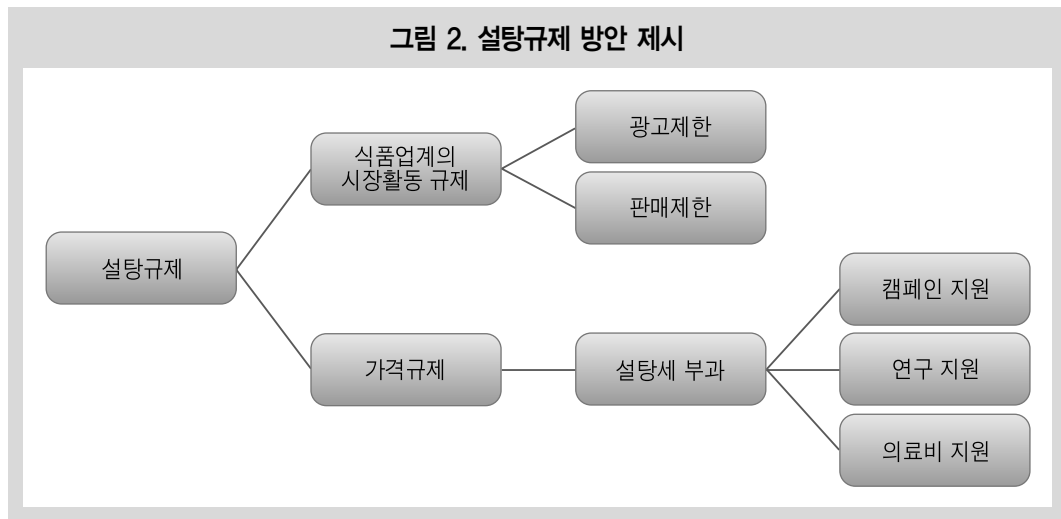 그림 2. 설탕규제 방안 제시
설탕규제
식품업계의
시장활동 규제
광고제한
판매제한
가격규제
설탕세 부과
캠페인 지원
연구 지원
의료비 지원